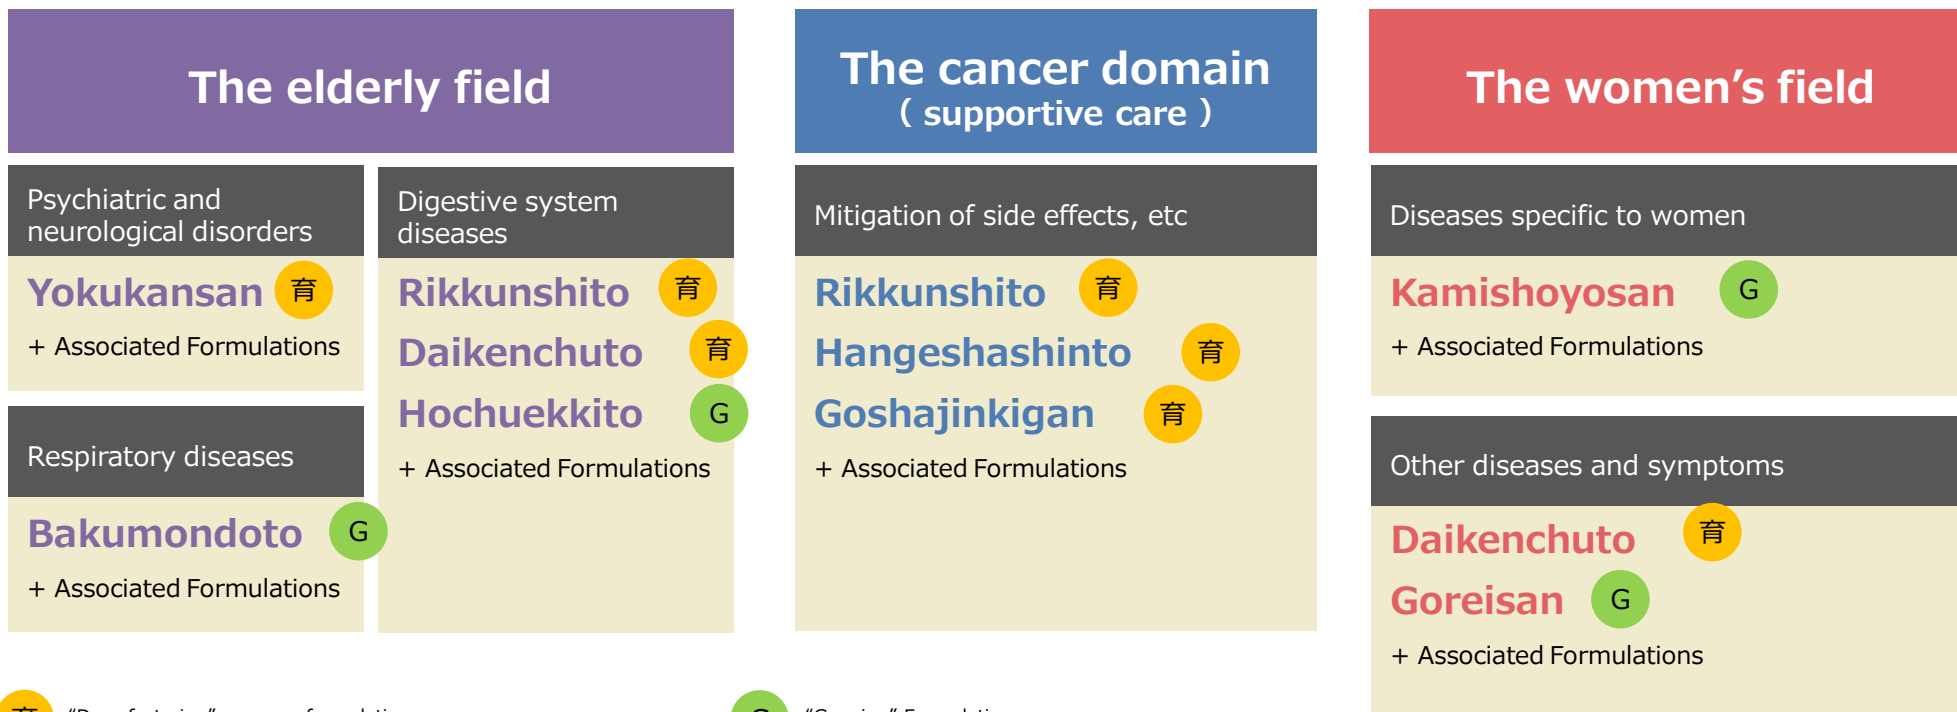 The elderly field
Psychiatric and
neurological disorders
Yokukansan 育
+ Associated Formulations
Respiratory diseases
Bakumondoto G
+ Associated Formulations
Digestive system
diseases
Rikkunshito 育
Daikenchuto 育
Hochuekkito G
+ Associated Formulations
The cancer domain
( supportive care )
Mitigation of side effects, etc
Rikkunshito 育
Hangeshashinto 育
Goshajinkigan 育
+ Associated Formulations
The women’s field
Diseases specific to women
Kamishoyosan G
+ Associated Formulations
Other diseases and symptoms
Daikenchuto 育
Goreisan G
+ Associated Formulations